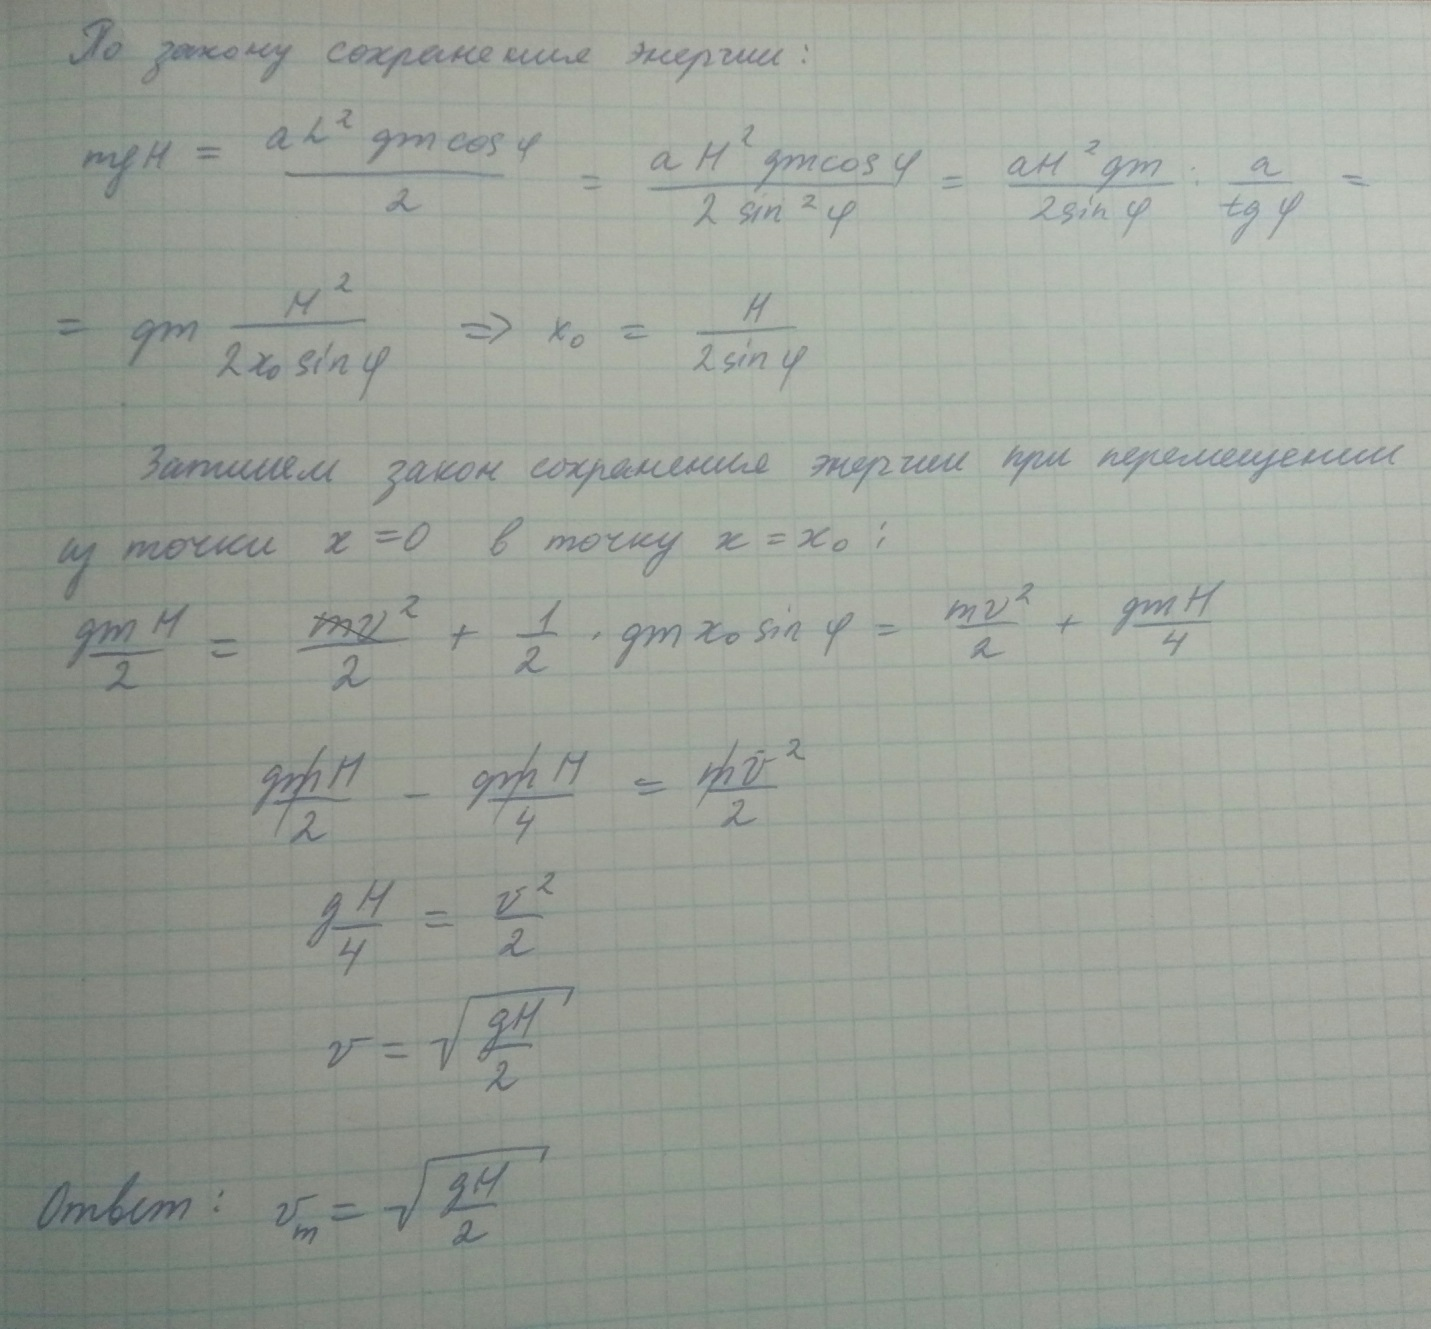 По закону сохранения энергии:
mgH = aL² gm cos φ / 2 = aH² gm cos φ / 2 sin² φ = aH² gm / 2 sin φ : a / tg φ =
= gm H² / 2x₀ sin φ => x₀ = H / 2 sin φ
Запишем закон сохранения энергии при перемещении
из точки x = 0 в точку x = x₀:
gmH / 2 = mv² / 2 + 1 / 2 · gm x₀ sin φ = mv² / 2 + gmH / 4
gmH / 2 - gmH / 4 = mv² / 2
gH / 4 = v² / 2
v = √(gH / 2)
Ответ: vₘ = √(gH / 2)